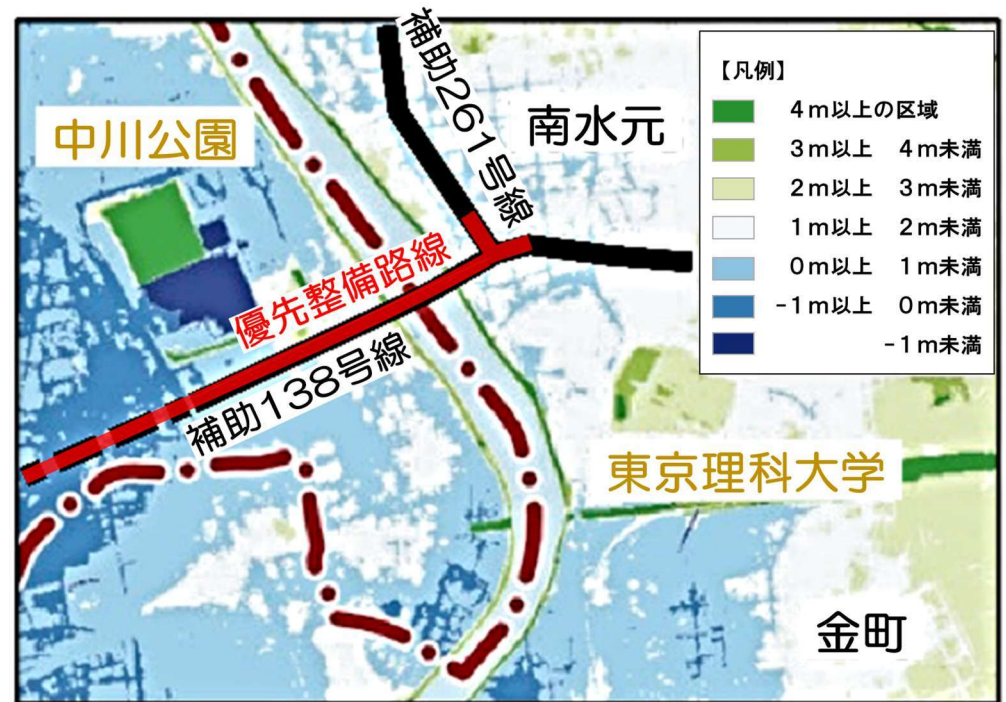 補助261号線
南水元
中川公園
優先整備路線
補助138号線
東京理科大学
金町
【凡例】
4m以上の区域
3m以上 4m未満
2m以上 3m未満
1m以上 2m未満
0m以上 1m未満
-1m以上 0m未満
-1m未満